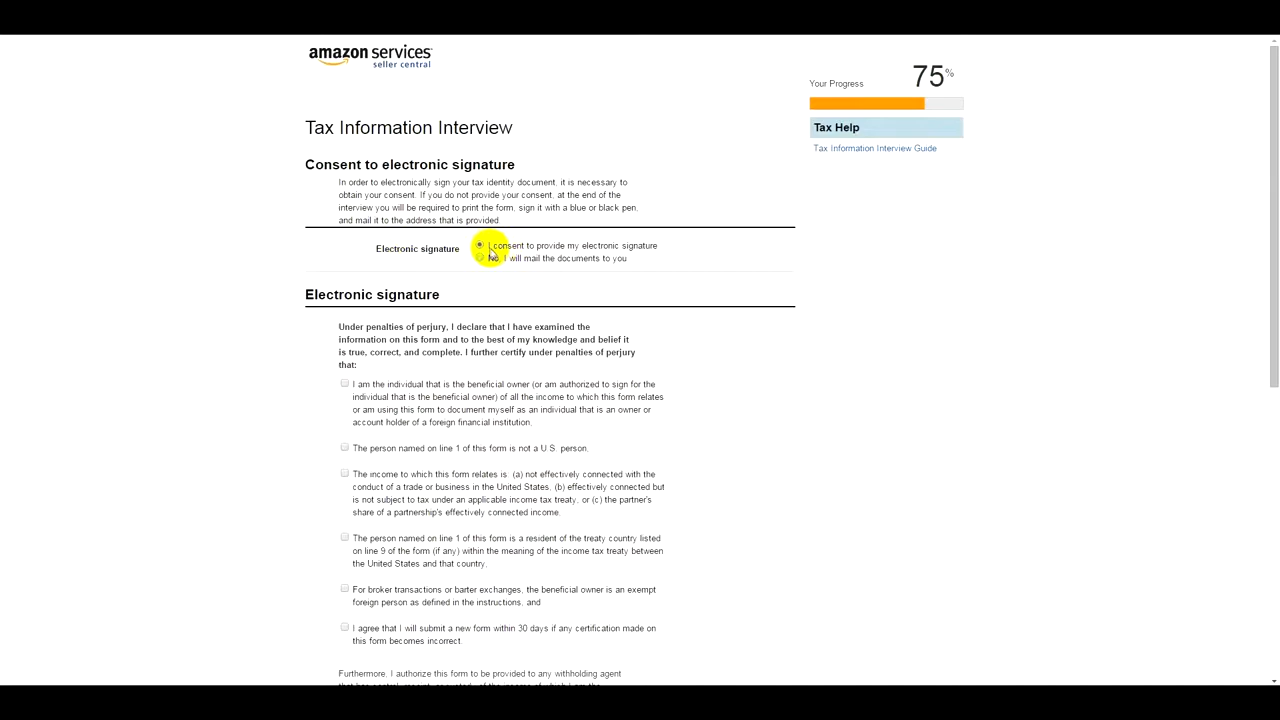 amazon services
seller central
Your Progress 75%
Tax Help
Tax Information Interview Guide
Tax Information Interview
Consent to electronic signature
In order to electronically sign your tax identity document, it is necessary to
obtain your consent. If you do not provide your consent, at the end of the
interview you will be required to print the form, sign it with a blue or black pen,
and mail it to the address that is provided
Electronic signature
I consent to provide my electronic signature
No, I will mail the documents to you
Electronic signature
Under penalties of perjury, I declare that I have examined the
information on this form and to the best of my knowledge and belief it
is true, correct, and complete. I further certify under penalties of perjury
that:
I am the individual that is the beneficial owner (or am authorized to sign for the
individual that is the beneficial owner) of all the income to which this form relates
or am using this form to document myself as an individual that is an owner or
account holder of a foreign financial institution,
The person named on line 1 of this form is not a U.S. person,
The income to which this form relates is: (a) not effectively connected with the
conduct of a trade or business in the United States, (b) effectively connected but
is not subject to tax under an applicable income tax treaty, or (c) the partner's
share of a partnership's effectively connected income,
The person named on line 1 of this form is a resident of the treaty country listed
on line 9 of the form (if any) within the meaning of the income tax treaty between
the United States and that country,
For broker transactions or barter exchanges, the beneficial owner is an exempt
foreign person as defined in the instructions, and
I agree that I will submit a new form within 30 days if any certification made on
this form becomes incorrect.
Furthermore, I authorize this form to be provided to any withholding agent